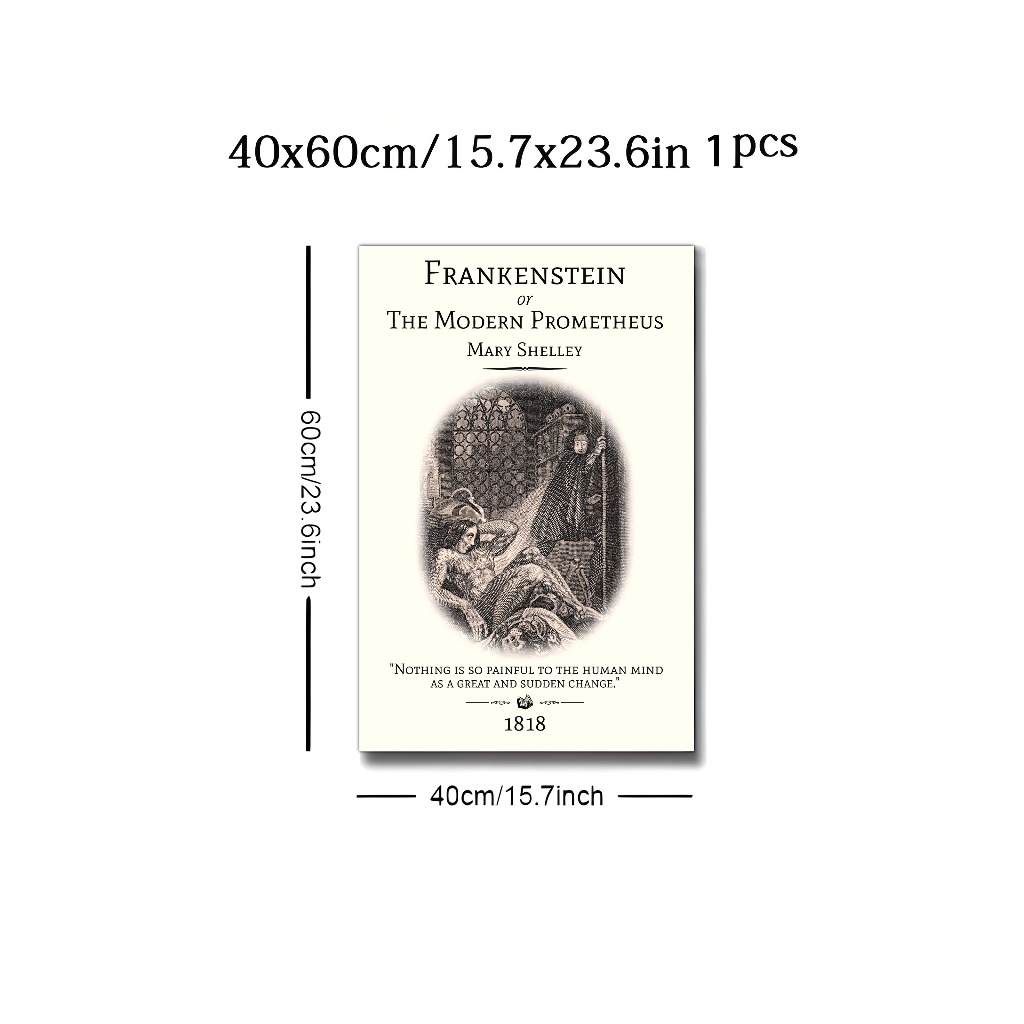 40x60cm/15.7x23.6in 1pcs
FRANKENSTEIN
or
THE MODERN PROMETHEUS
MARY SHELLEY
60cm/23.6inch
"NOTHING IS SO PAINFUL TO THE HUMAN MIND
AS A GREAT AND SUDDEN CHANGE."
1818
40cm/15.7inch